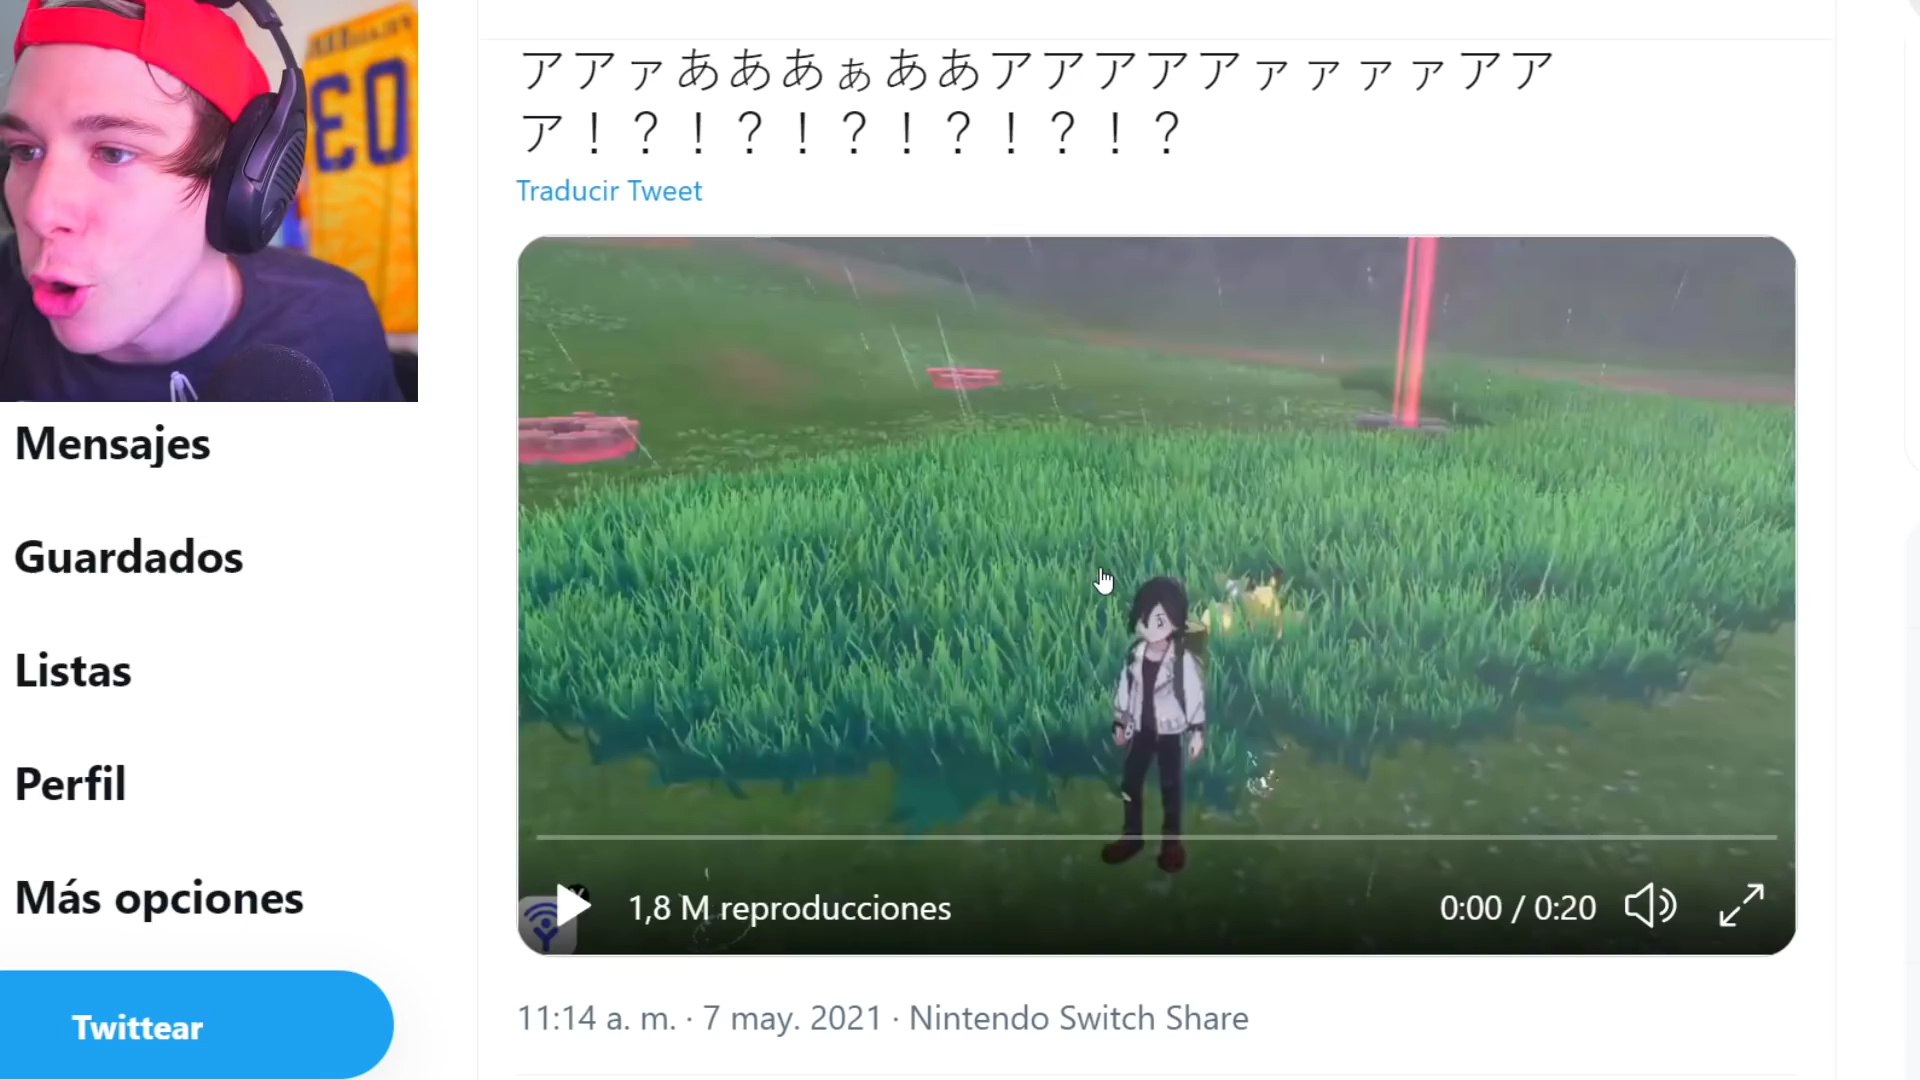 アアァあああぁああアアアアアァァァァアア
ア！？！？！？！？！？！？
Traducir Tweet
Mensajes
Guardados
Listas
Perfil
Más opciones
Twittear
1,8 M reproducciones
0:00 / 0:20
11:14 a. m. · 7 may. 2021 · Nintendo Switch Share